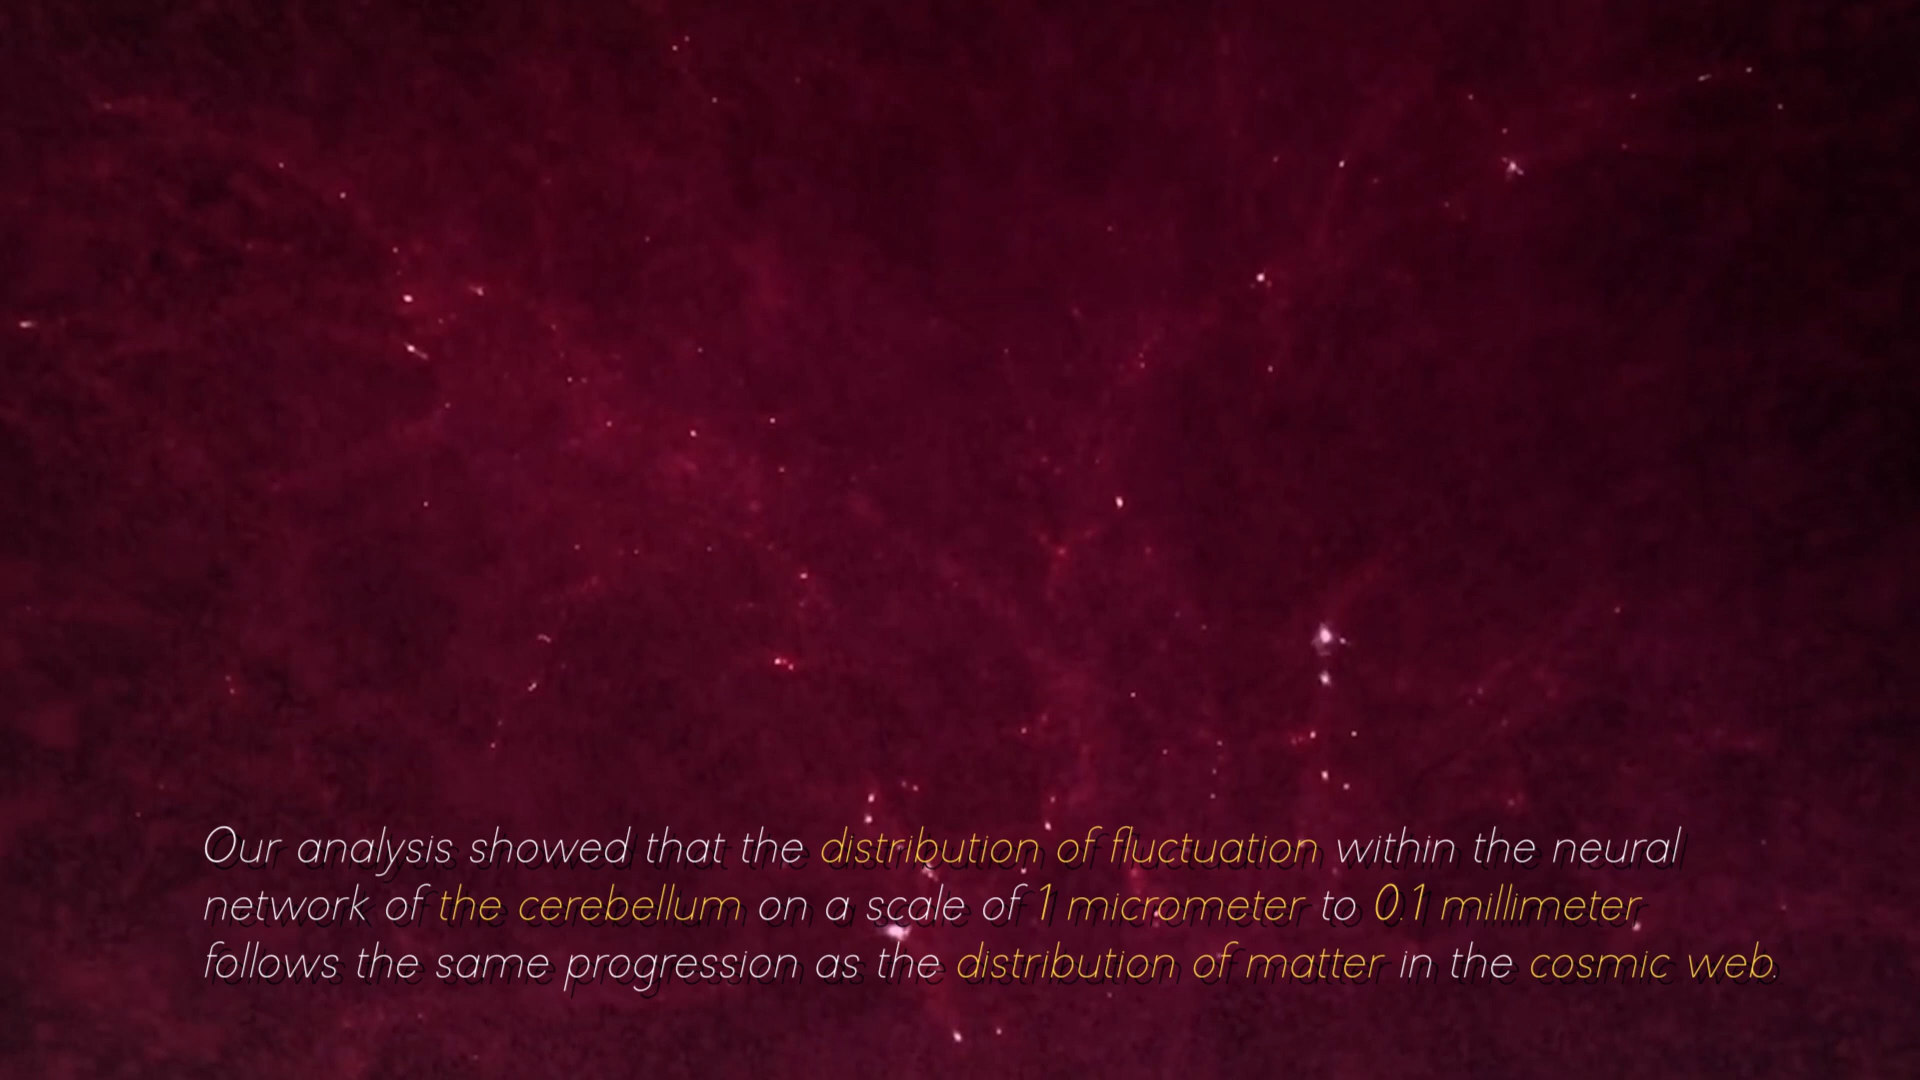 Our analysis showed that the distribution of fluctuation within the neural
network of the cerebellum on a scale of 1 micrometer to 0.1 millimeter
follows the same progression as the distribution of matter in the cosmic web.